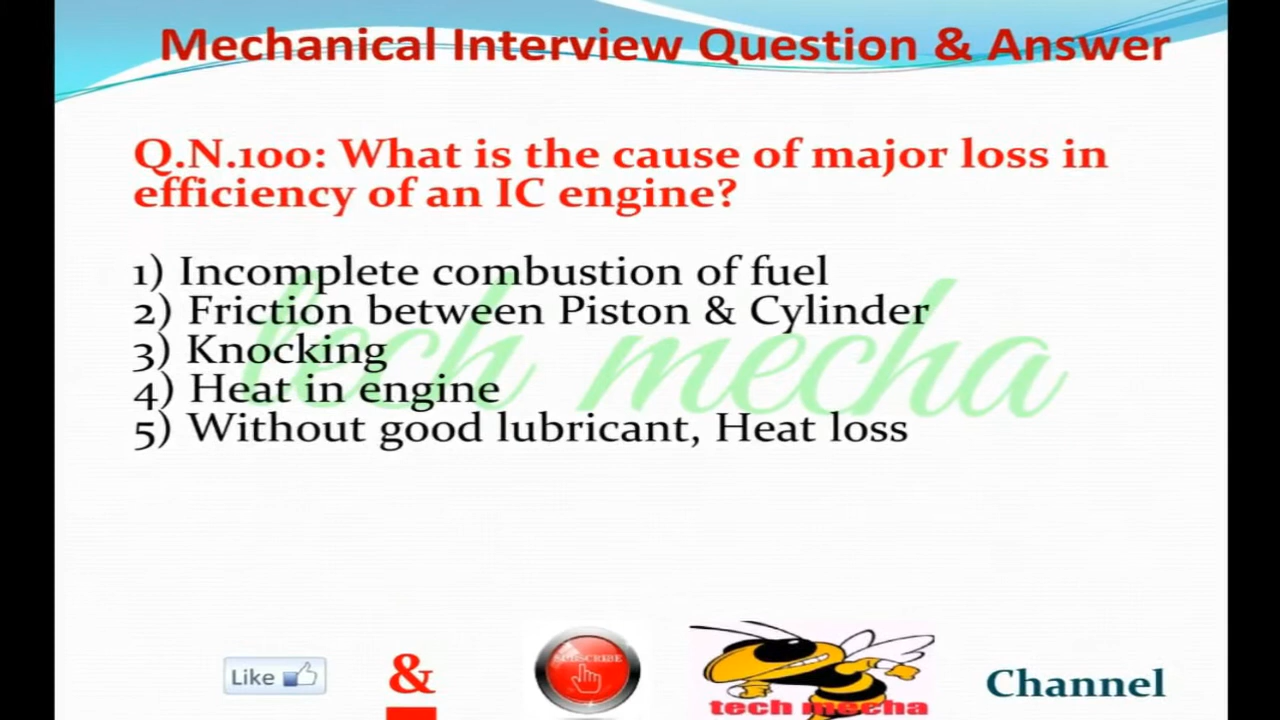 Mechanical Interview Question & Answer
Q.N.100: What is the cause of major loss in
efficiency of an IC engine?
1) Incomplete combustion of fuel
2) Friction between Piston & Cylinder
3) Knocking
4) Heat in engine
5) Without good lubricant, Heat loss
tech mecha
Like & SUBSCRIBE
tech mecha
Channel